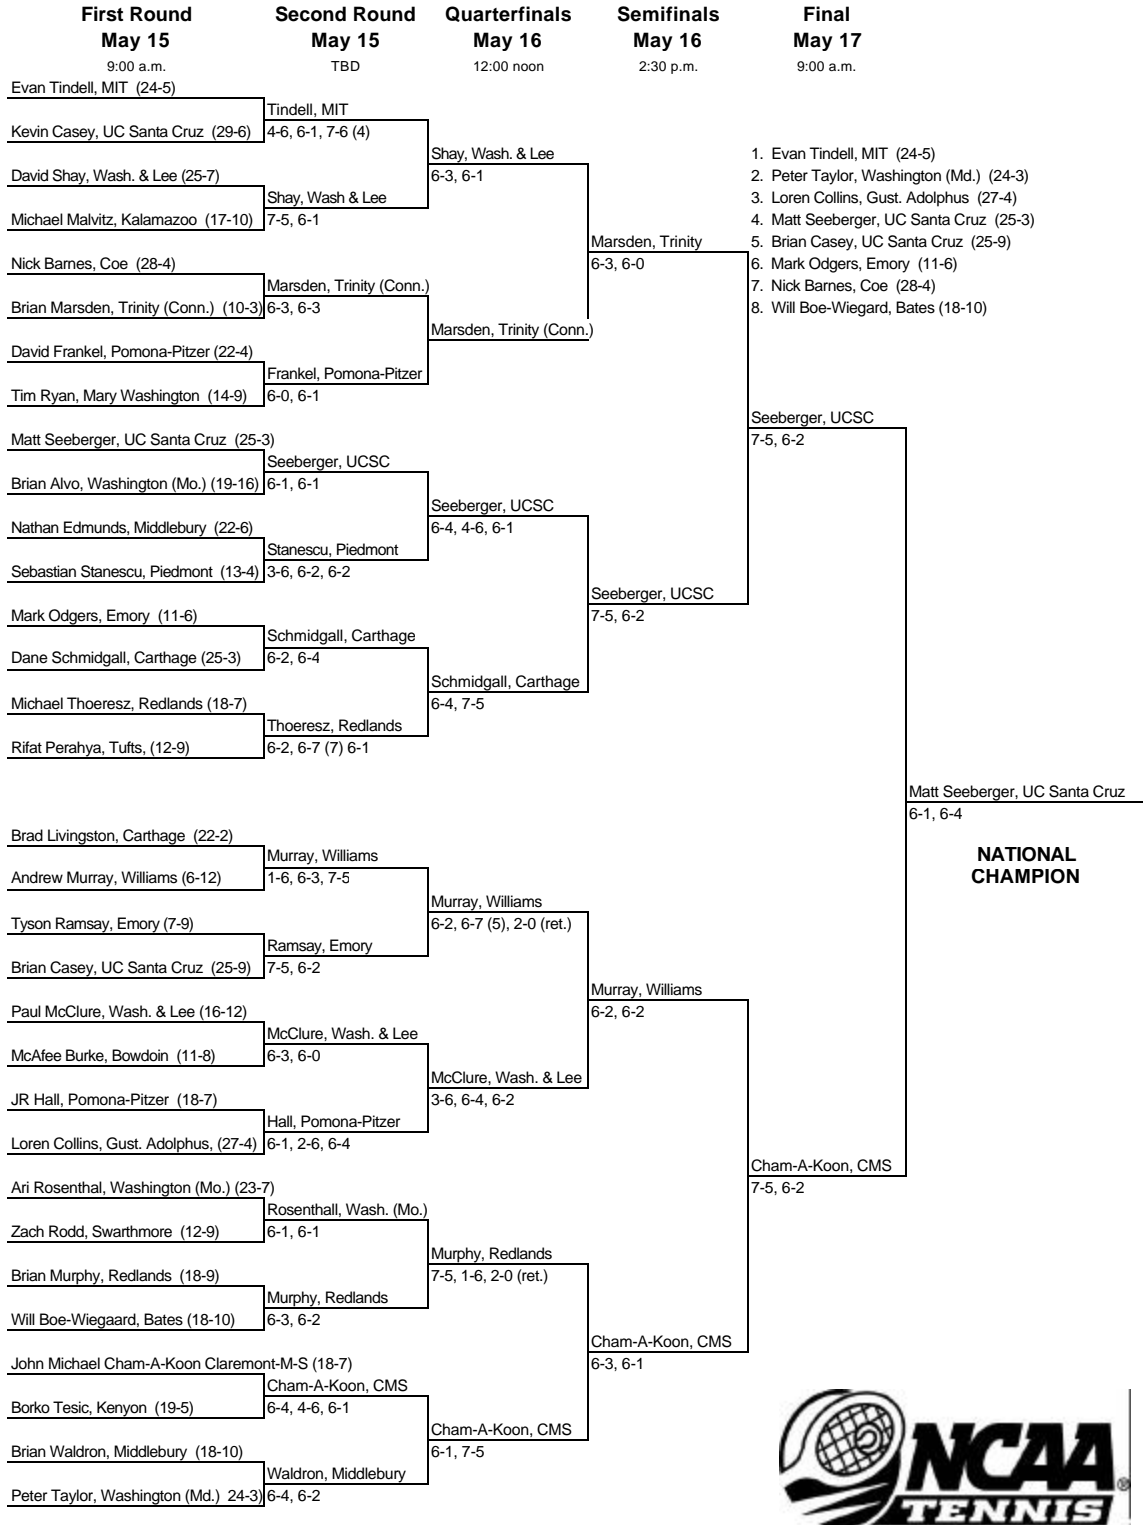 First Round
May 15
9:00 a.m.
Second Round
May 15
TBD
Quarterfinals
May 16
12:00 noon
Semifinals
May 16
2:30 p.m.
Final
May 17
9:00 a.m.
Evan Tindell, MIT (24-5)
Kevin Casey, UC Santa Cruz (29-6)
David Shay, Wash. & Lee (25-7)
Michael Malvitz, Kalamazoo (17-10)
Nick Barnes, Coe (28-4)
Brian Marsden, Trinity (Conn.) (10-3)
David Frankel, Pomona-Pitzer (22-4)
Tim Ryan, Mary Washington (14-9)
Matt Seeberger, UC Santa Cruz (25-3)
Brian Alvo, Washington (Mo.) (19-16)
Nathan Edmunds, Middlebury (22-6)
Sebastian Stanescu, Piedmont (13-4)
Mark Odgers, Emory (11-6)
Dane Schmidgall, Carthage (25-3)
Michael Thoeresz, Redlands (18-7)
Rifat Perahya, Tufts, (12-9)
Brad Livingston, Carthage (22-2)
Andrew Murray, Williams (6-12)
Tyson Ramsay, Emory (7-9)
Brian Casey, UC Santa Cruz (25-9)
Paul McClure, Wash. & Lee (16-12)
McAfee Burke, Bowdoin (11-8)
JR Hall, Pomona-Pitzer (18-7)
Loren Collins, Gust. Adolphus, (27-4)
Ari Rosenthal, Washington (Mo.) (23-7)
Zach Rodd, Swarthmore (12-9)
Brian Murphy, Redlands (18-9)
Will Boe-Wiegaard, Bates (18-10)
John Michael Cham-A-Koon Claremont-M-S (18-7)
Borko Tesic, Kenyon (19-5)
Brian Waldron, Middlebury (18-10)
Peter Taylor, Washington (Md.) 24-3)
Tindell, MIT
4-6, 6-1, 7-6 (4)
Shay, Wash & Lee
7-5, 6-1
Marsden, Trinity (Conn.)
6-3, 6-3
Frankel, Pomona-Pitzer
6-0, 6-1
Seeberger, UCSC
6-1, 6-1
Stanescu, Piedmont
3-6, 6-2, 6-2
Schmidgall, Carthage
6-2, 6-4
Thoeresz, Redlands
6-2, 6-7 (7) 6-1
Murray, Williams
1-6, 6-3, 7-5
Ramsay, Emory
7-5, 6-2
McClure, Wash. & Lee
6-3, 6-0
Hall, Pomona-Pitzer
6-1, 2-6, 6-4
Rosenthall, Wash. (Mo.)
6-1, 6-1
Murphy, Redlands
6-3, 6-2
Cham-A-Koon, CMS
6-4, 4-6, 6-1
Waldron, Middlebury
6-4, 6-2
Shay, Wash. & Lee
6-3, 6-1
Marsden, Trinity (Conn.)
Seeberger, UCSC
6-4, 4-6, 6-1
Schmidgall, Carthage
6-4, 7-5
Murray, Williams
6-2, 6-7 (5), 2-0 (ret.)
McClure, Wash. & Lee
3-6, 6-4, 6-2
Murphy, Redlands
7-5, 1-6, 2-0 (ret.)
Cham-A-Koon, CMS
6-1, 7-5
Marsden, Trinity
6-3, 6-0
Seeberger, UCSC
7-5, 6-2
Murray, Williams
6-2, 6-2
Cham-A-Koon, CMS
6-3, 6-1
1. Evan Tindell, MIT (24-5)
2. Peter Taylor, Washington (Md.) (24-3)
3. Loren Collins, Gust. Adolphus (27-4)
4. Matt Seeberger, UC Santa Cruz (25-3)
5. Brian Casey, UC Santa Cruz (25-9)
6. Mark Odgers, Emory (11-6)
7. Nick Barnes, Coe (28-4)
8. Will Boe-Wiegard, Bates (18-10)
Seeberger, UCSC
7-5, 6-2
Cham-A-Koon, CMS
7-5, 6-2
Matt Seeberger, UC Santa Cruz
6-1, 6-4
NATIONAL
CHAMPION
NCAA®
TENNIS